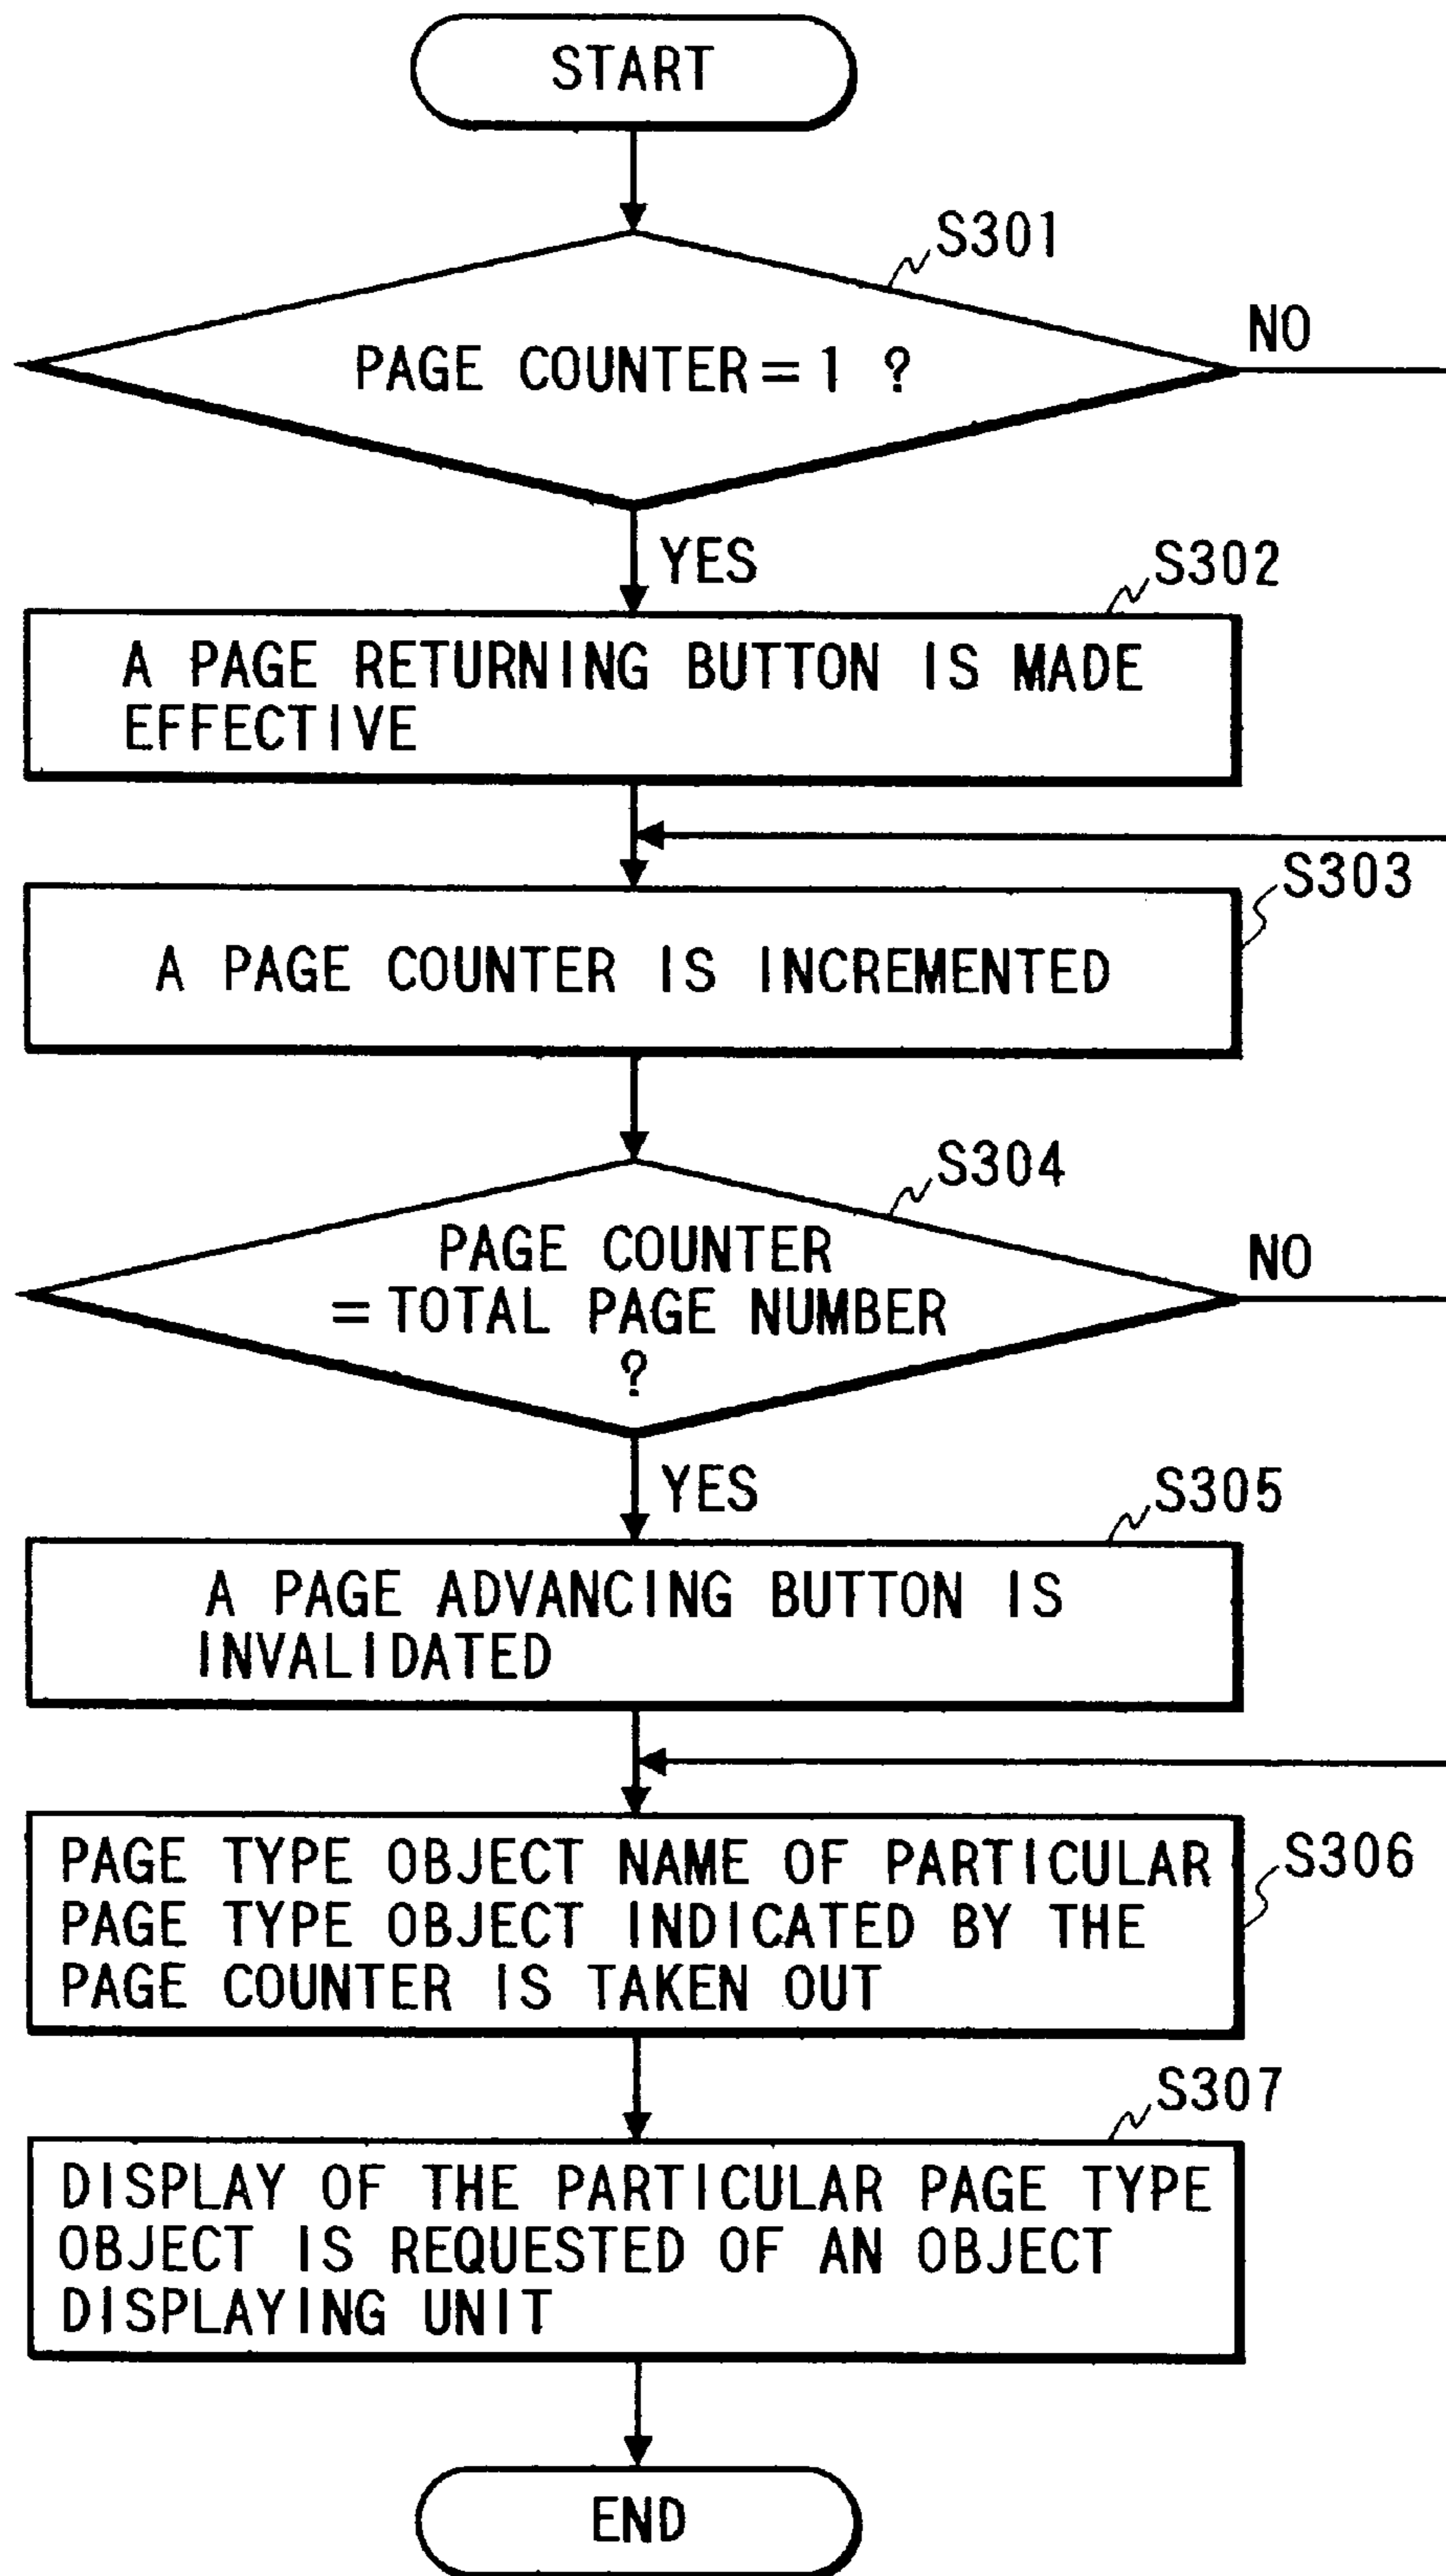 START
S301
PAGE COUNTER = 1 ?
NO
YES
S302
A PAGE RETURNING BUTTON IS MADE
EFFECTIVE
S303
A PAGE COUNTER IS INCREMENTED
S304
PAGE COUNTER
= TOTAL PAGE NUMBER
?
NO
YES
S305
A PAGE ADVANCING BUTTON IS
INVALIDATED
S306
PAGE TYPE OBJECT NAME OF PARTICULAR
PAGE TYPE OBJECT INDICATED BY THE
PAGE COUNTER IS TAKEN OUT
S307
DISPLAY OF THE PARTICULAR PAGE TYPE
OBJECT IS REQUESTED OF AN OBJECT
DISPLAYING UNIT
END